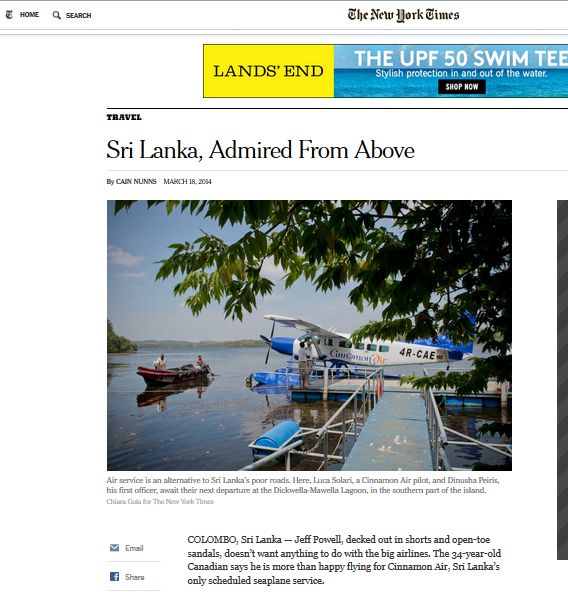 HOME
SEARCH
The New York Times
LANDS' END
THE UPF 50 SWIM TEE
Stylish protection in and out of the water.
SHOP NOW
TRAVEL
Sri Lanka, Admired From Above
By CAIN NUNNS MARCH 18, 2014
Cinnamon air
4R-CAE
Air service is an alternative to Sri Lanka's poor roads. Here, Luca Solari, a Cinnamon Air pilot, and Dinusha Peiris,
his first officer, await their next departure at the Dickwella-Mawella Lagoon, in the southern part of the island.
Chiara Goia for The New York Times
Email
Share
COLOMBO, Sri Lanka — Jeff Powell, decked out in shorts and open-toe
sandals, doesn't want anything to do with the big airlines. The 34-year-old
Canadian says he is more than happy flying for Cinnamon Air, Sri Lanka's
only scheduled seaplane service.